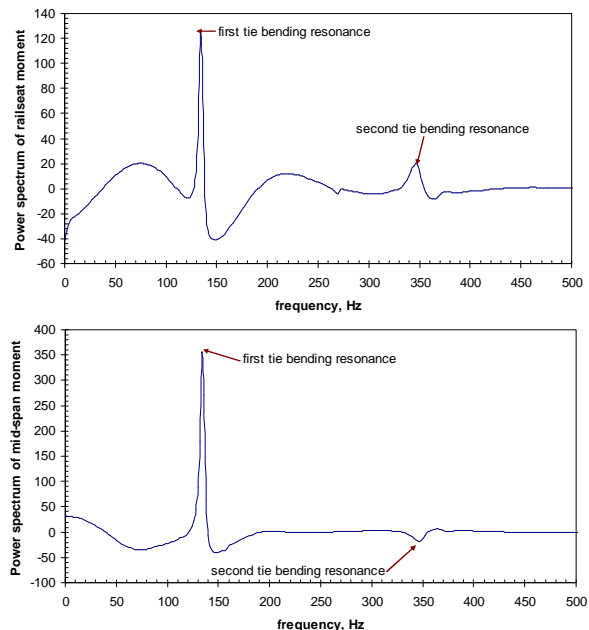 Power spectrum of railseat moment
140
120
100
80
60
40
20
0
-20
-40
-60
first tie bending resonance
second tie bending resonance
0 50 100 150 200 250 300 350 400 450 500
frequency, Hz
Power spectrum of mid-span moment
400
350
300
250
200
150
100
50
0
-50
-100
first tie bending resonance
second tie bending resonance
0 50 100 150 200 250 300 350 400 450 500
frequency, Hz